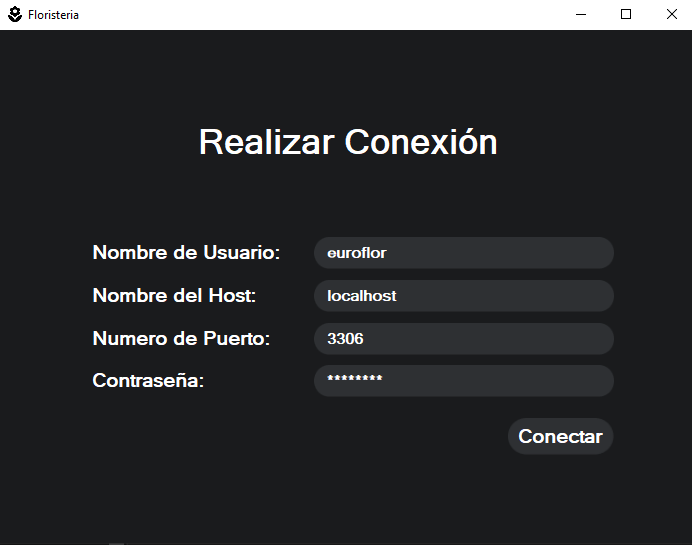 Floristeria
Realizar Conexión
Nombre de Usuario: euroflor
Nombre del Host: localhost
Numero de Puerto: 3306
Contraseña: ********
Conectar